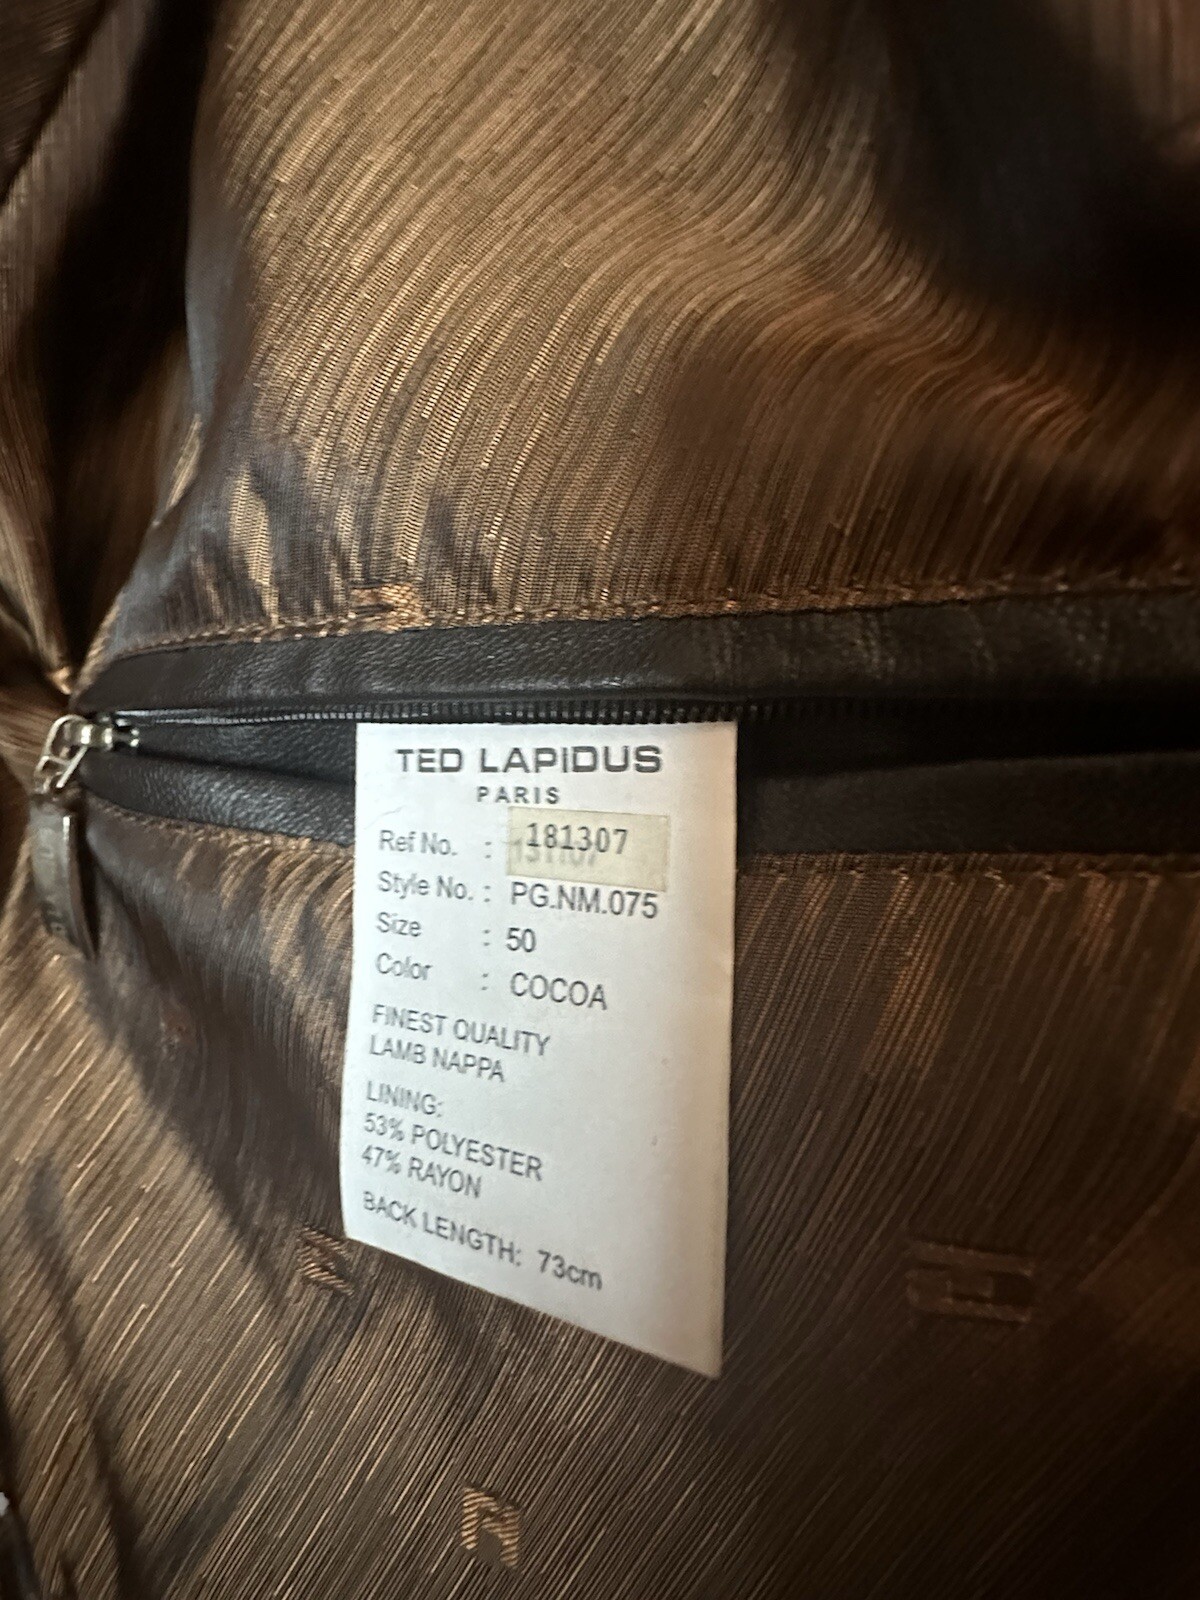 TED LAPIDUS
PARIS
Ref No. : 181307
Style No. : PG.NM.075
Size : 50
Color : COCOA
FINEST QUALITY
LAMB NAPPA
LINING:
53% POLYESTER
47% RAYON
BACK LENGTH: 73cm